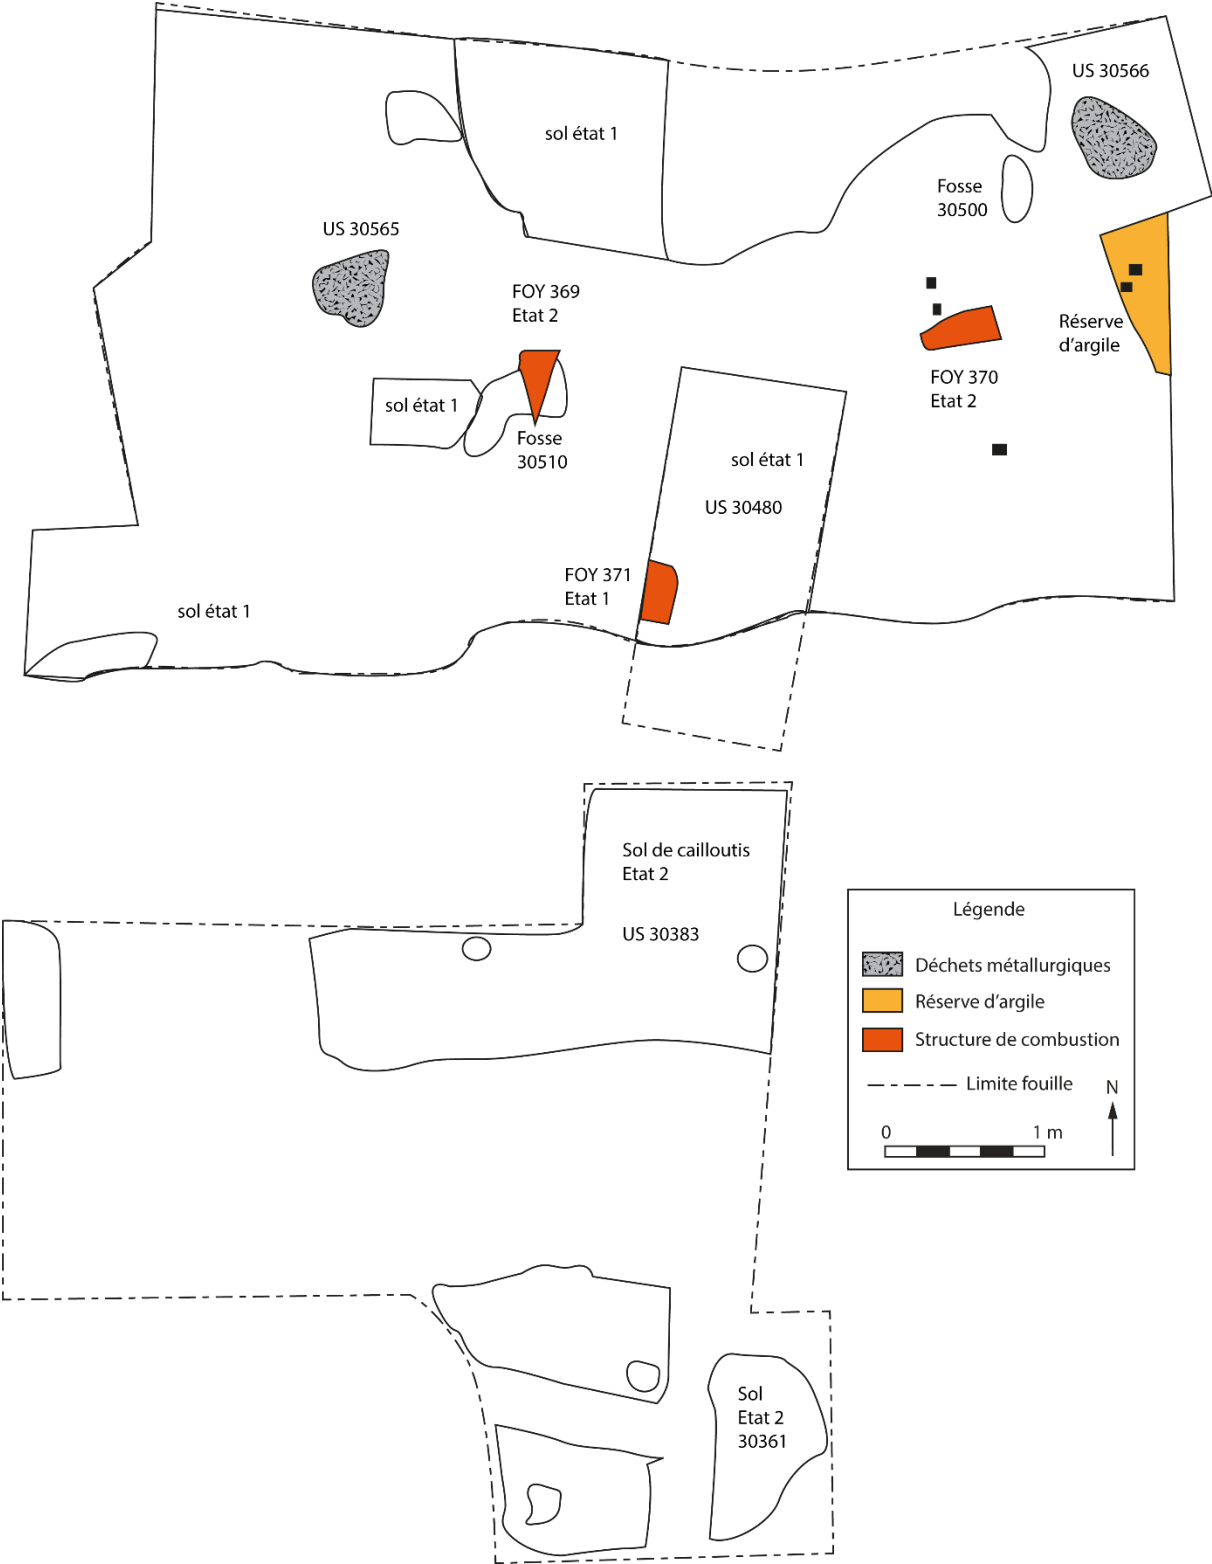 US 30566
sol état 1
Fosse
30500
US 30565
FOY 369
Etat 2
Réserve
d’argile
FOY 370
Etat 2
sol état 1
Fosse
30510
sol état 1
US 30480
FOY 371
Etat 1
sol état 1
Sol de cailloutis
Etat 2
US 30383
Légende
Déchets métallurgiques
Réserve d’argile
Structure de combustion
Limite fouille
N
0 1 m
Sol
Etat 2
30361